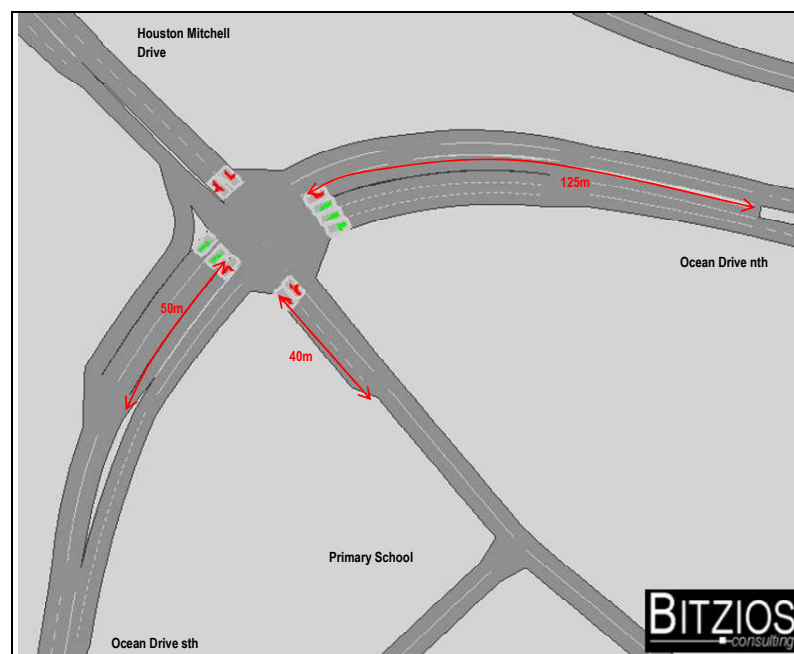 Houston Mitchell
Drive
125m
Ocean Drive nth
50m
40m
Primary School
Ocean Drive sth
BITZIOS
consulting